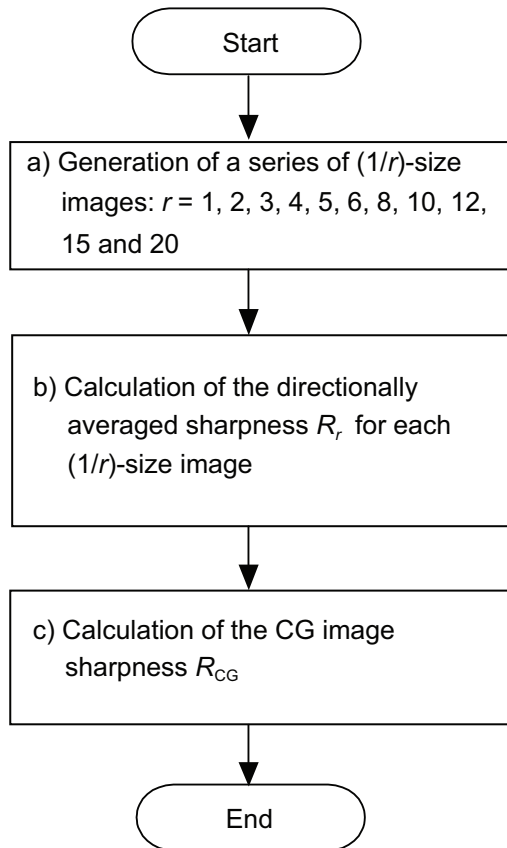 Start
a) Generation of a series of (1/r)-size
images: r = 1, 2, 3, 4, 5, 6, 8, 10, 12,
15 and 20
b) Calculation of the directionally
averaged sharpness Rr for each
(1/r)-size image
c) Calculation of the CG image
sharpness RCG
End